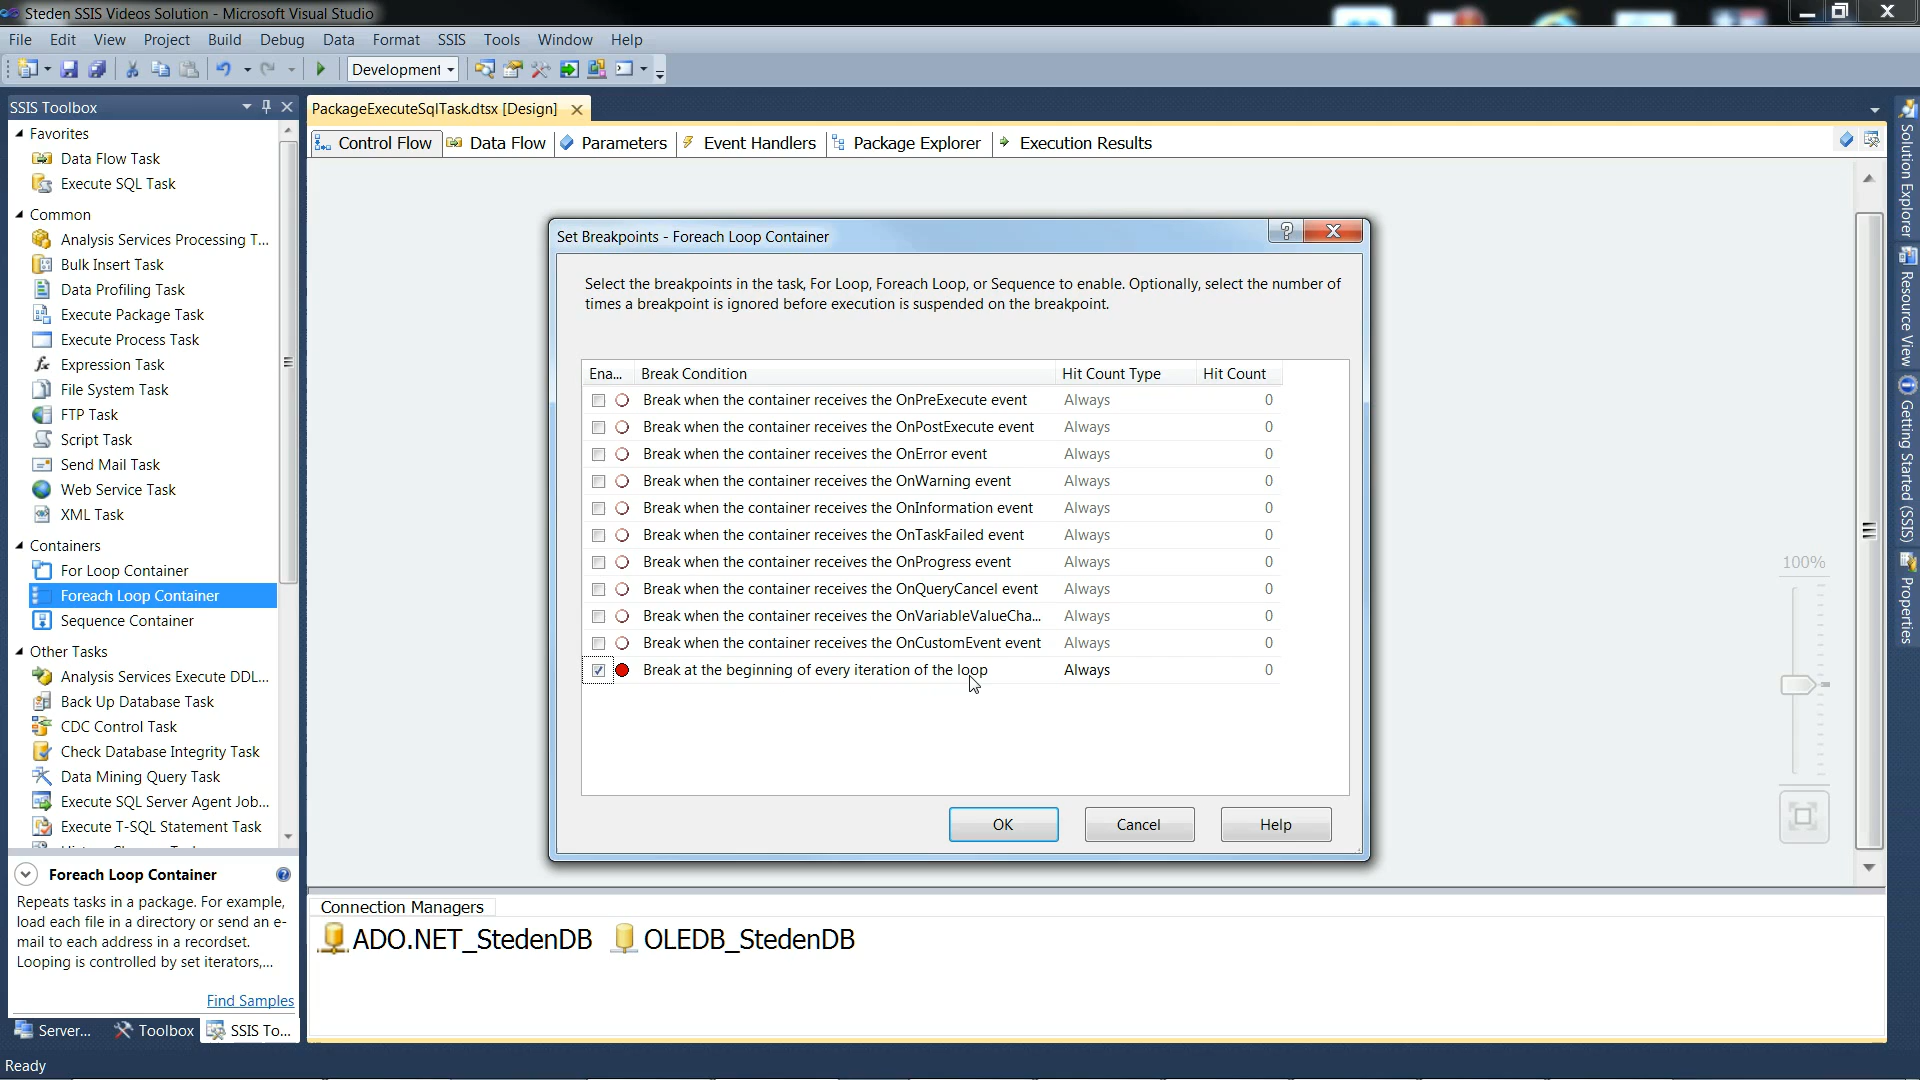 Steden SSIS Videos Solution - Microsoft Visual Studio
File Edit View Project Build Debug Data Format SSIS Tools Window Help
Development
SSIS Toolbox
Favorites
Data Flow Task
Execute SQL Task
Common
Analysis Services Processing T...
Bulk Insert Task
Data Profiling Task
Execute Package Task
Execute Process Task
Expression Task
File System Task
FTP Task
Script Task
Send Mail Task
Web Service Task
XML Task
Containers
For Loop Container
Foreach Loop Container
Sequence Container
Other Tasks
Analysis Services Execute DDL...
Back Up Database Task
CDC Control Task
Check Database Integrity Task
Data Mining Query Task
Execute SQL Server Agent Job...
Execute T-SQL Statement Task
Foreach Loop Container
Repeats tasks in a package. For example,
load each file in a directory or send an e-
mail to each address in a recordset.
Looping is controlled by set iterators,...
Find Samples
Server... Toolbox SSIS To...
Ready
PackageExecuteSqlTask.dtsx [Design]
Control Flow Data Flow Parameters Event Handlers Package Explorer Execution Results
Set Breakpoints - Foreach Loop Container
Select the breakpoints in the task, For Loop, Foreach Loop, or Sequence to enable. Optionally, select the number of
times a breakpoint is ignored before execution is suspended on the breakpoint.
Ena... Break Condition Hit Count Type Hit Count
Break when the container receives the OnPreExecute event Always 0
Break when the container receives the OnPostExecute event Always 0
Break when the container receives the OnError event Always 0
Break when the container receives the OnWarning event Always 0
Break when the container receives the OnInformation event Always 0
Break when the container receives the OnTaskFailed event Always 0
Break when the container receives the OnProgress event Always 0
Break when the container receives the OnQueryCancel event Always 0
Break when the container receives the OnVariableValueCha... Always 0
Break when the container receives the OnCustomEvent event Always 0
Break at the beginning of every iteration of the loop Always 0
OK Cancel Help
100%
Connection Managers
ADO.NET_StedenDB OLEDB_StedenDB
Solution Explorer
Resource View
Getting Started (SSIS)
Properties